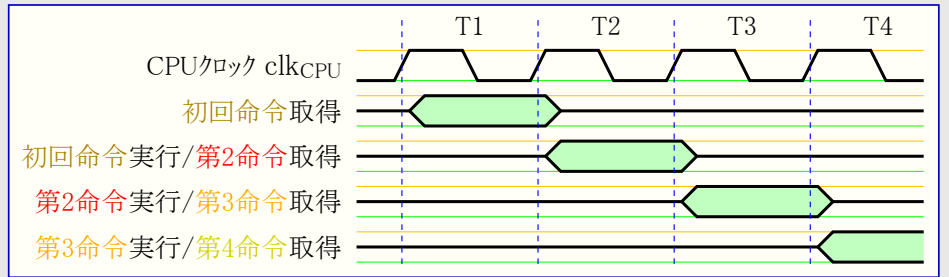 T1 T2 T3 T4
CPUｸﾛｯｸ clkCPU
初回命令取得
初回命令実行/第2命令取得
第2命令実行/第3命令取得
第3命令実行/第4命令取得